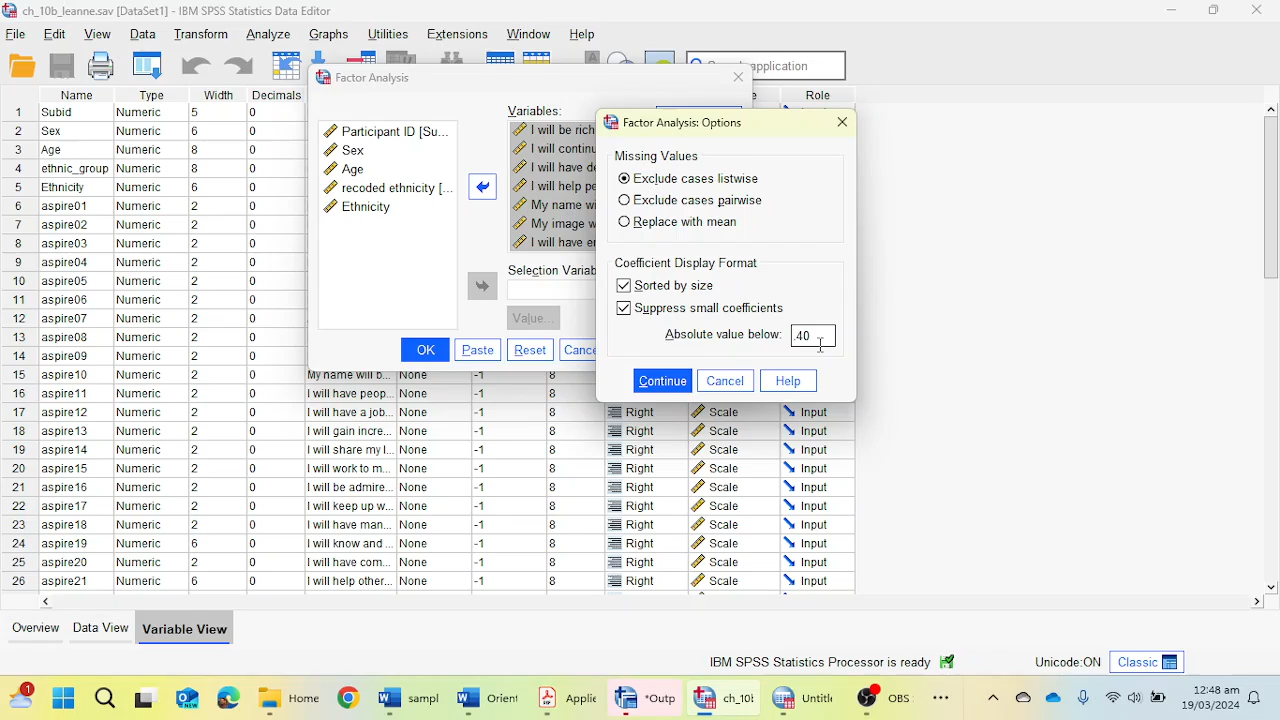 ch_10b_leanne.sav [DataSet1] - IBM SPSS Statistics Data Editor
File Edit View Data Transform Analyze Graphs Utilities Extensions Window Help
application
Factor Analysis
Name Type Width Decimals Role
Variables:
Factor Analysis: Options
1 Subid Numeric 5
2 Sex Numeric 6
3 Age Numeric 8
4 ethnic_group Numeric 8
5 Ethnicity Numeric 6
6 aspire01 Numeric 2
7 aspire02 Numeric 2
8 aspire03 Numeric 2
9 aspire04 Numeric 2
10 aspire05 Numeric 2
11 aspire06 Numeric 2
12 aspire07 Numeric 2
13 aspire08 Numeric 2
14 aspire09 Numeric 2
0
0
0
0
0
0
0
0
0
0
0
0
0
0
Participant ID [Su...
Sex
Age
recoded ethnicity [...
Ethnicity
I will be rich
I will continu
I will have de
I will help pe
My name wi
My image w
I will have en
Selection Variab
Value...
OK Paste Reset Cance
Missing Values
Exclude cases listwise
Exclude cases pairwise
Replace with mean
Coefficient Display Format
Sorted by size
Suppress small coefficients
Absolute value below: .40
Continue Cancel Help
15 aspire10 Numeric 2 0 My name will b... None -1 8
16 aspire11 Numeric 2 0 I will have peop... None -1 8
17 aspire12 Numeric 2 0 I will have a job... None -1 8 Right Scale Input
18 aspire13 Numeric 2 0 I will gain incre... None -1 8 Right Scale Input
19 aspire14 Numeric 2 0 I will share my l... None -1 8 Right Scale Input
20 aspire15 Numeric 2 0 I will work to m... None -1 8 Right Scale Input
21 aspire16 Numeric 2 0 I will be admire... None -1 8 Right Scale Input
22 aspire17 Numeric 2 0 I will keep up w... None -1 8 Right Scale Input
23 aspire18 Numeric 2 0 I will have man... None -1 8 Right Scale Input
24 aspire19 Numeric 6 0 I will know and ... None -1 8 Right Scale Input
25 aspire20 Numeric 2 0 I will have com... None -1 8 Right Scale Input
26 aspire21 Numeric 6 0 I will help other... None -1 8 Right Scale Input
Overview Data View Variable View
IBM SPSS Statistics Processor is ready Unicode:ON Classic
1 NEW Home sampl Orient Applie *Outp ch_10b Untitle OBS 12:48 am
19/03/2024